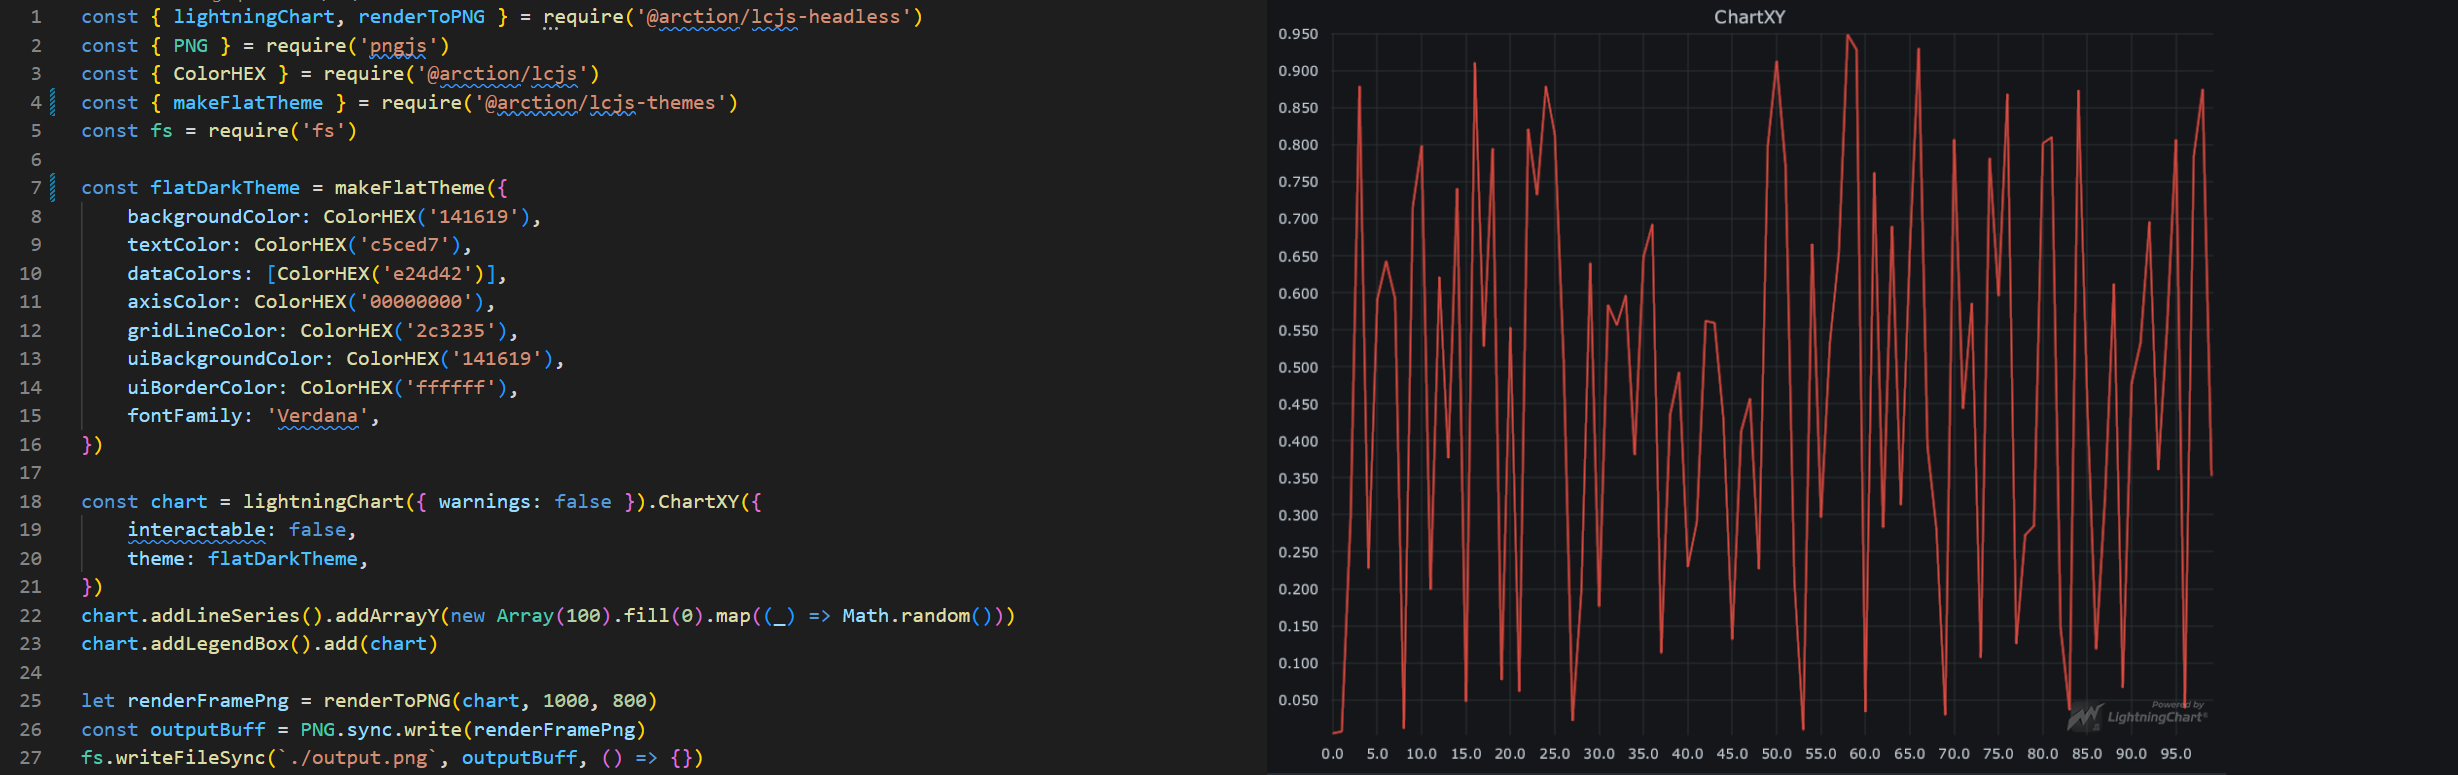 1 const { lightningChart, renderToPNG } = require('@arction/lcjs-headless')
2 const { PNG } = require('pngjs')
3 const { ColorHEX } = require('@arction/lcjs')
4 const { makeFlatTheme } = require('@arction/lcjs-themes')
5 const fs = require('fs')
6
7 const flatDarkTheme = makeFlatTheme({
8     backgroundColor: ColorHEX('141619'),
9     textColor: ColorHEX('c5ced7'),
10     dataColors: [ColorHEX('e24d42')],
11     axisColor: ColorHEX('00000000'),
12     gridLineColor: ColorHEX('2c3235'),
13     uiBackgroundColor: ColorHEX('141619'),
14     uiBorderColor: ColorHEX('ffffff'),
15     fontFamily: 'Verdana',
16 })
17
18 const chart = lightningChart({ warnings: false }).ChartXY({
19     interactable: false,
20     theme: flatDarkTheme,
21 })
22 chart.addLineSeries().addArrayY(new Array(100).fill(0).map((_) => Math.random()))
23 chart.addLegendBox().add(chart)
24
25 let renderFramePng = renderToPNG(chart, 1000, 800)
26 const outputBuff = PNG.sync.write(renderFramePng)
27 fs.writeFileSync(`./output.png`, outputBuff, () => {})
ChartXY
0.950
0.900
0.850
0.800
0.750
0.700
0.650
0.600
0.550
0.500
0.450
0.400
0.350
0.300
0.250
0.200
0.150
0.100
0.050
Powered by
LightningChart®
0.0 5.0 10.0 15.0 20.0 25.0 30.0 35.0 40.0 45.0 50.0 55.0 60.0 65.0 70.0 75.0 80.0 85.0 90.0 95.0